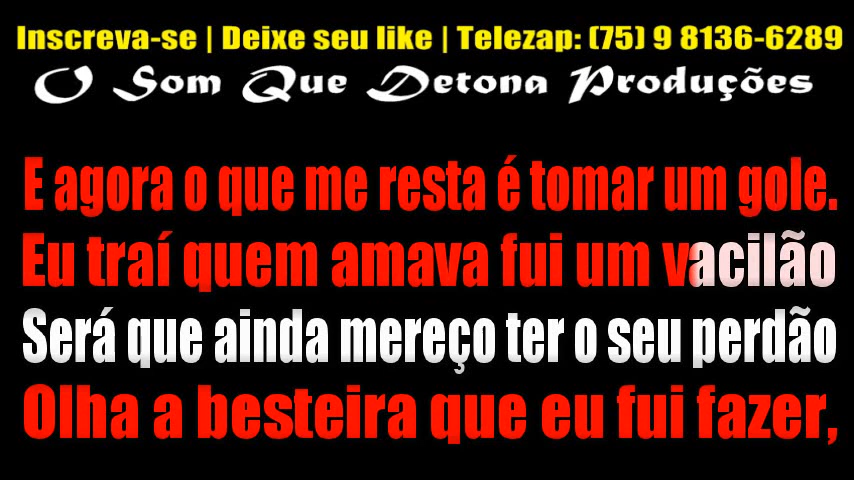 Inscreva-se | Deixe seu like | Telezap: (75) 9 8136-6289
O Som Que Detona Produções
E agora o que me resta é tomar um gole.
Eu traí quem amava fui um vacilão
Será que ainda mereço ter o seu perdão
Olha a besteira que eu fui fazer,